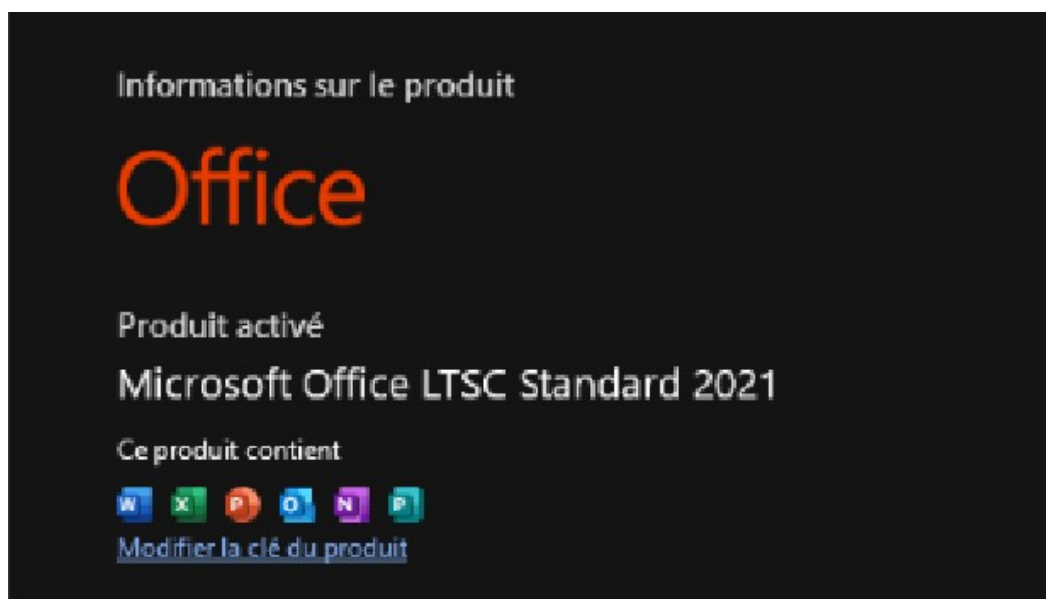 Informations sur le produit
Office
Produit activé
Microsoft Office LTSC Standard 2021
Ce produit contient
W X P O N P
Modifier la clé du produit